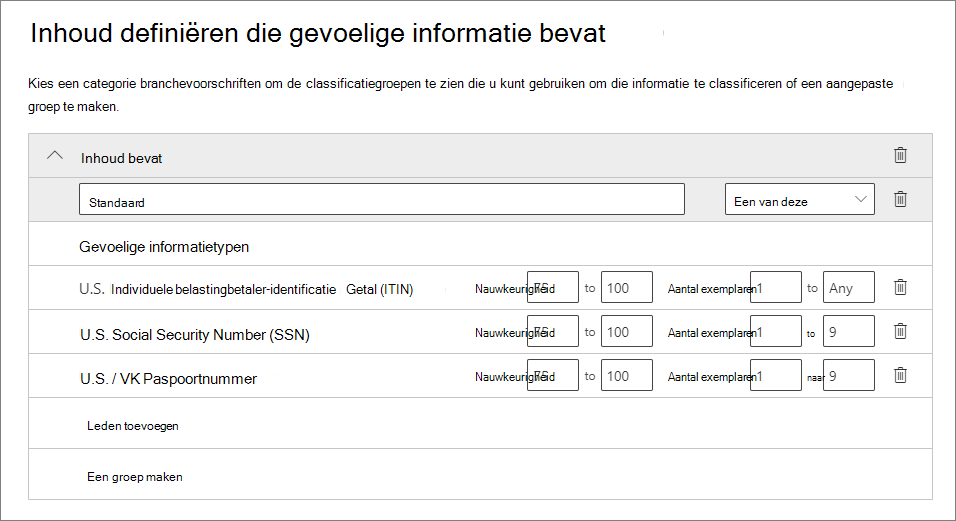 Inhoud definiëren die gevoelige informatie bevat
Kies een categorie branchevoorschriften om de classificatiegroepen te zien die u kunt gebruiken om die informatie te classificeren of een aangepaste
groep te maken.
Inhoud bevat
Standaard Een van deze
Gevoelige informatietypen
U.S. Individuele belastingbetaler-identificatie Getal (ITIN) Nauwkeurigheid 75 to 100 Aantal exemplaren 1 to Any
U.S. Social Security Number (SSN) Nauwkeurigheid 75 to 100 Aantal exemplaren 1 to 9
U.S. / VK Paspoortnummer Nauwkeurigheid 75 to 100 Aantal exemplaren 1 naar 9
Leden toevoegen
Een groep maken